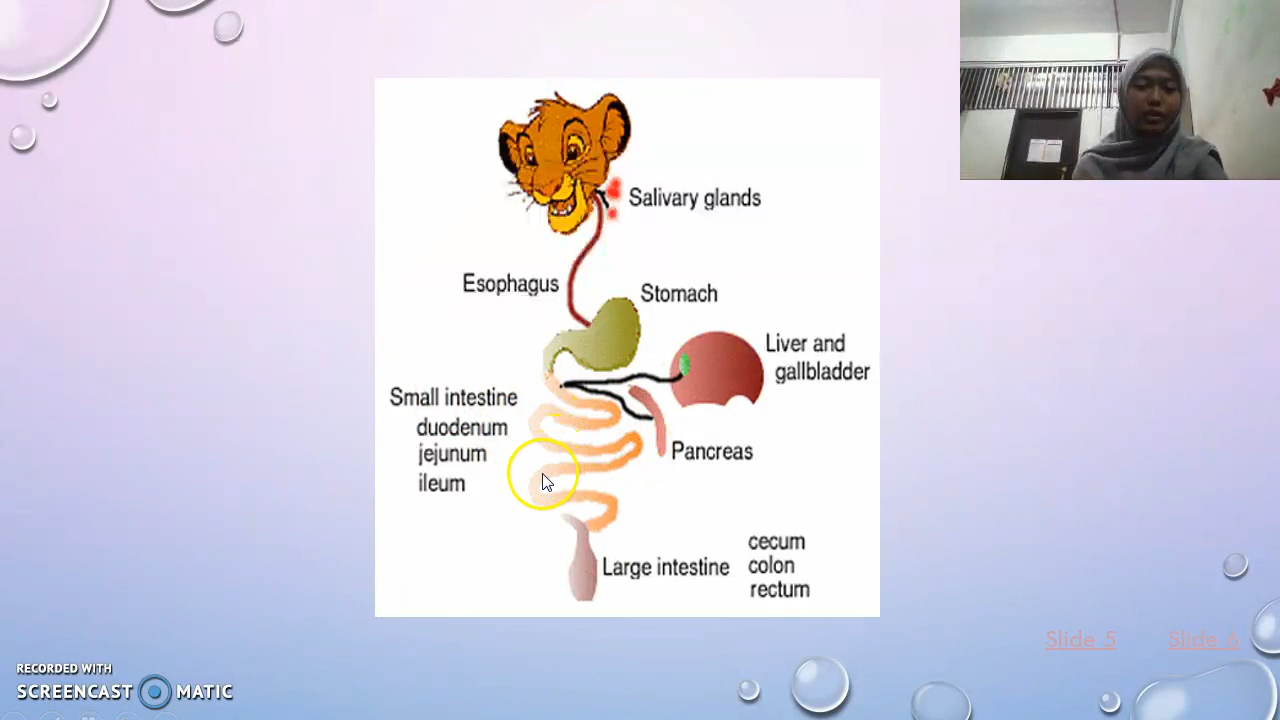 Salivary glands
Esophagus
Stomach
Liver and
gallbladder
Small intestine
duodenum
jejunum
ileum
Pancreas
Large intestine
cecum
colon
rectum
Slide 5
Slide 6
RECORDED WITH
SCREENCAST MATIC